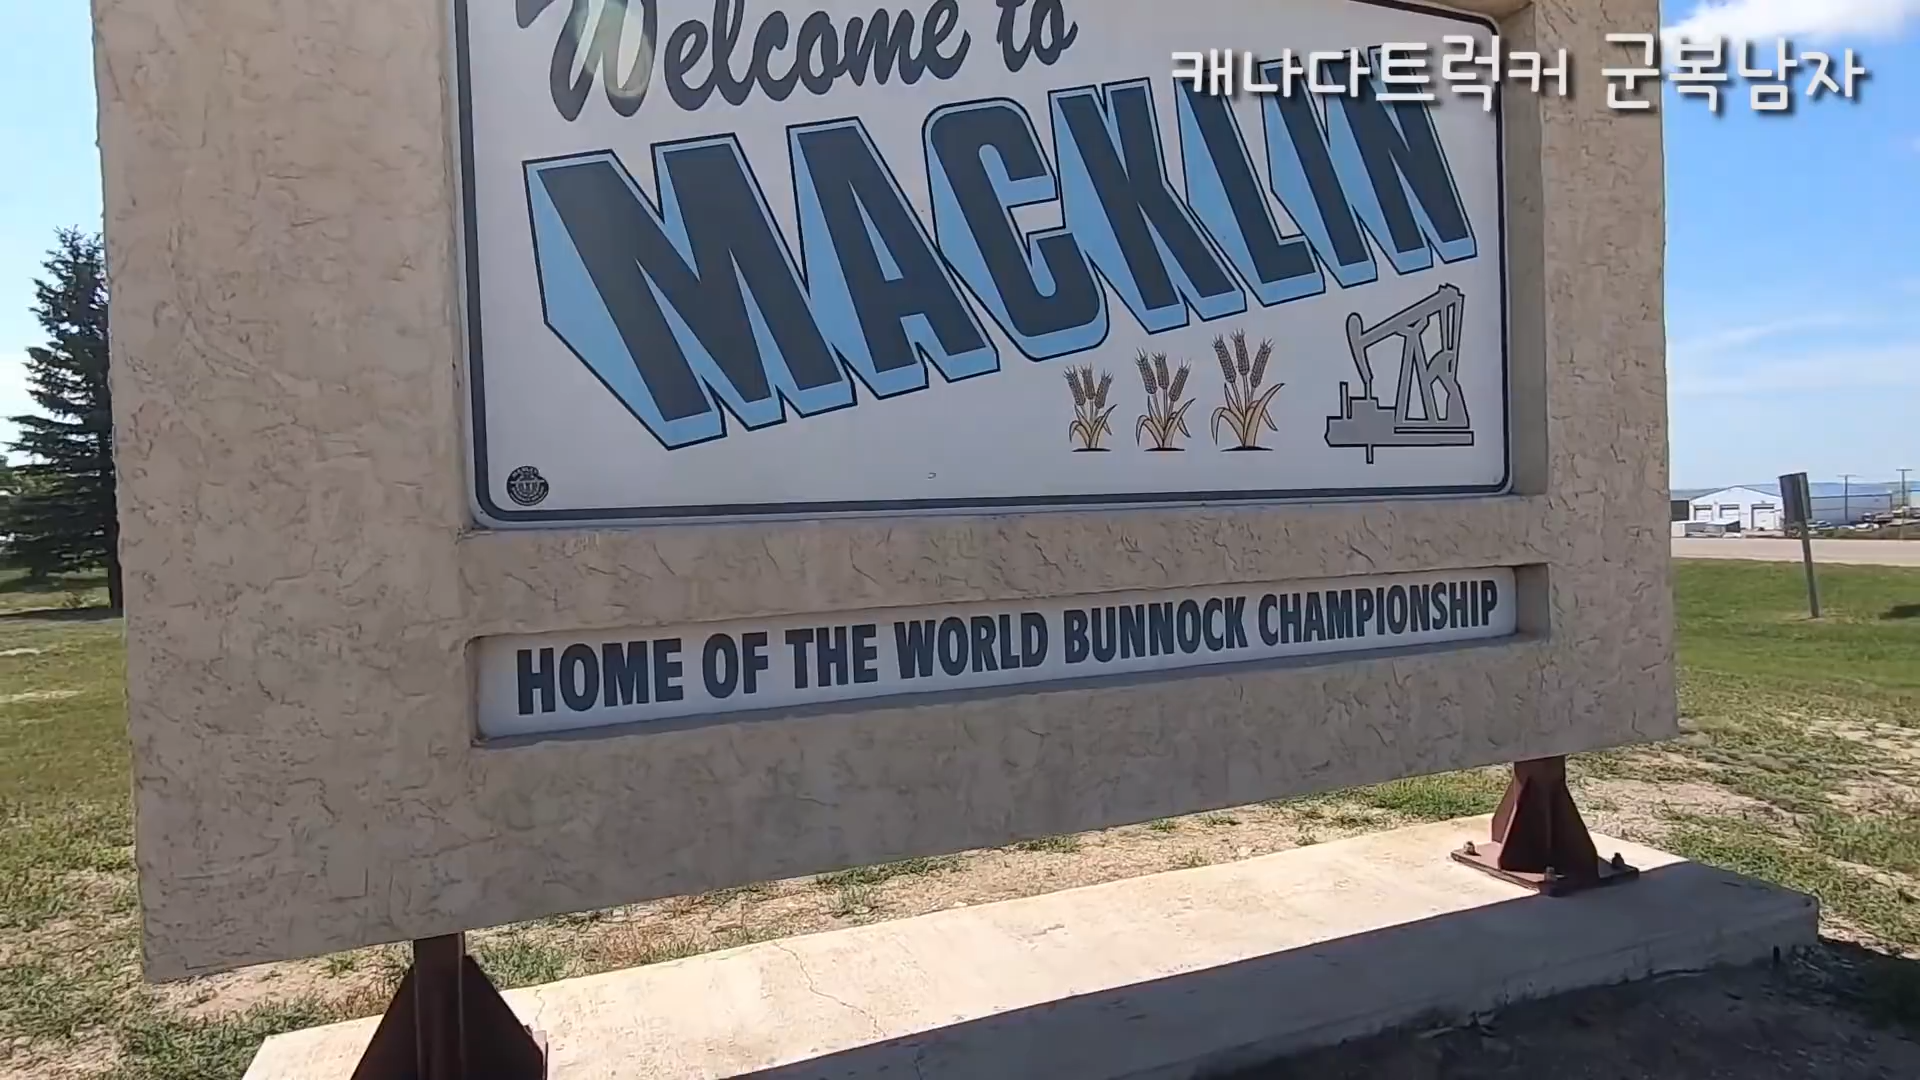 Welcome to
캐나다트럭커 군복남자
MACKLIN
HOME OF THE WORLD BUNNOCK CHAMPIONSHIP